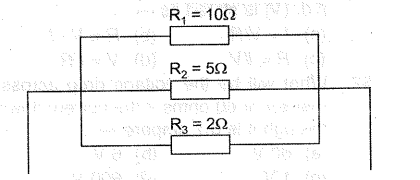 R₁ = 10Ω
R₂ = 5Ω
R₃ = 2Ω